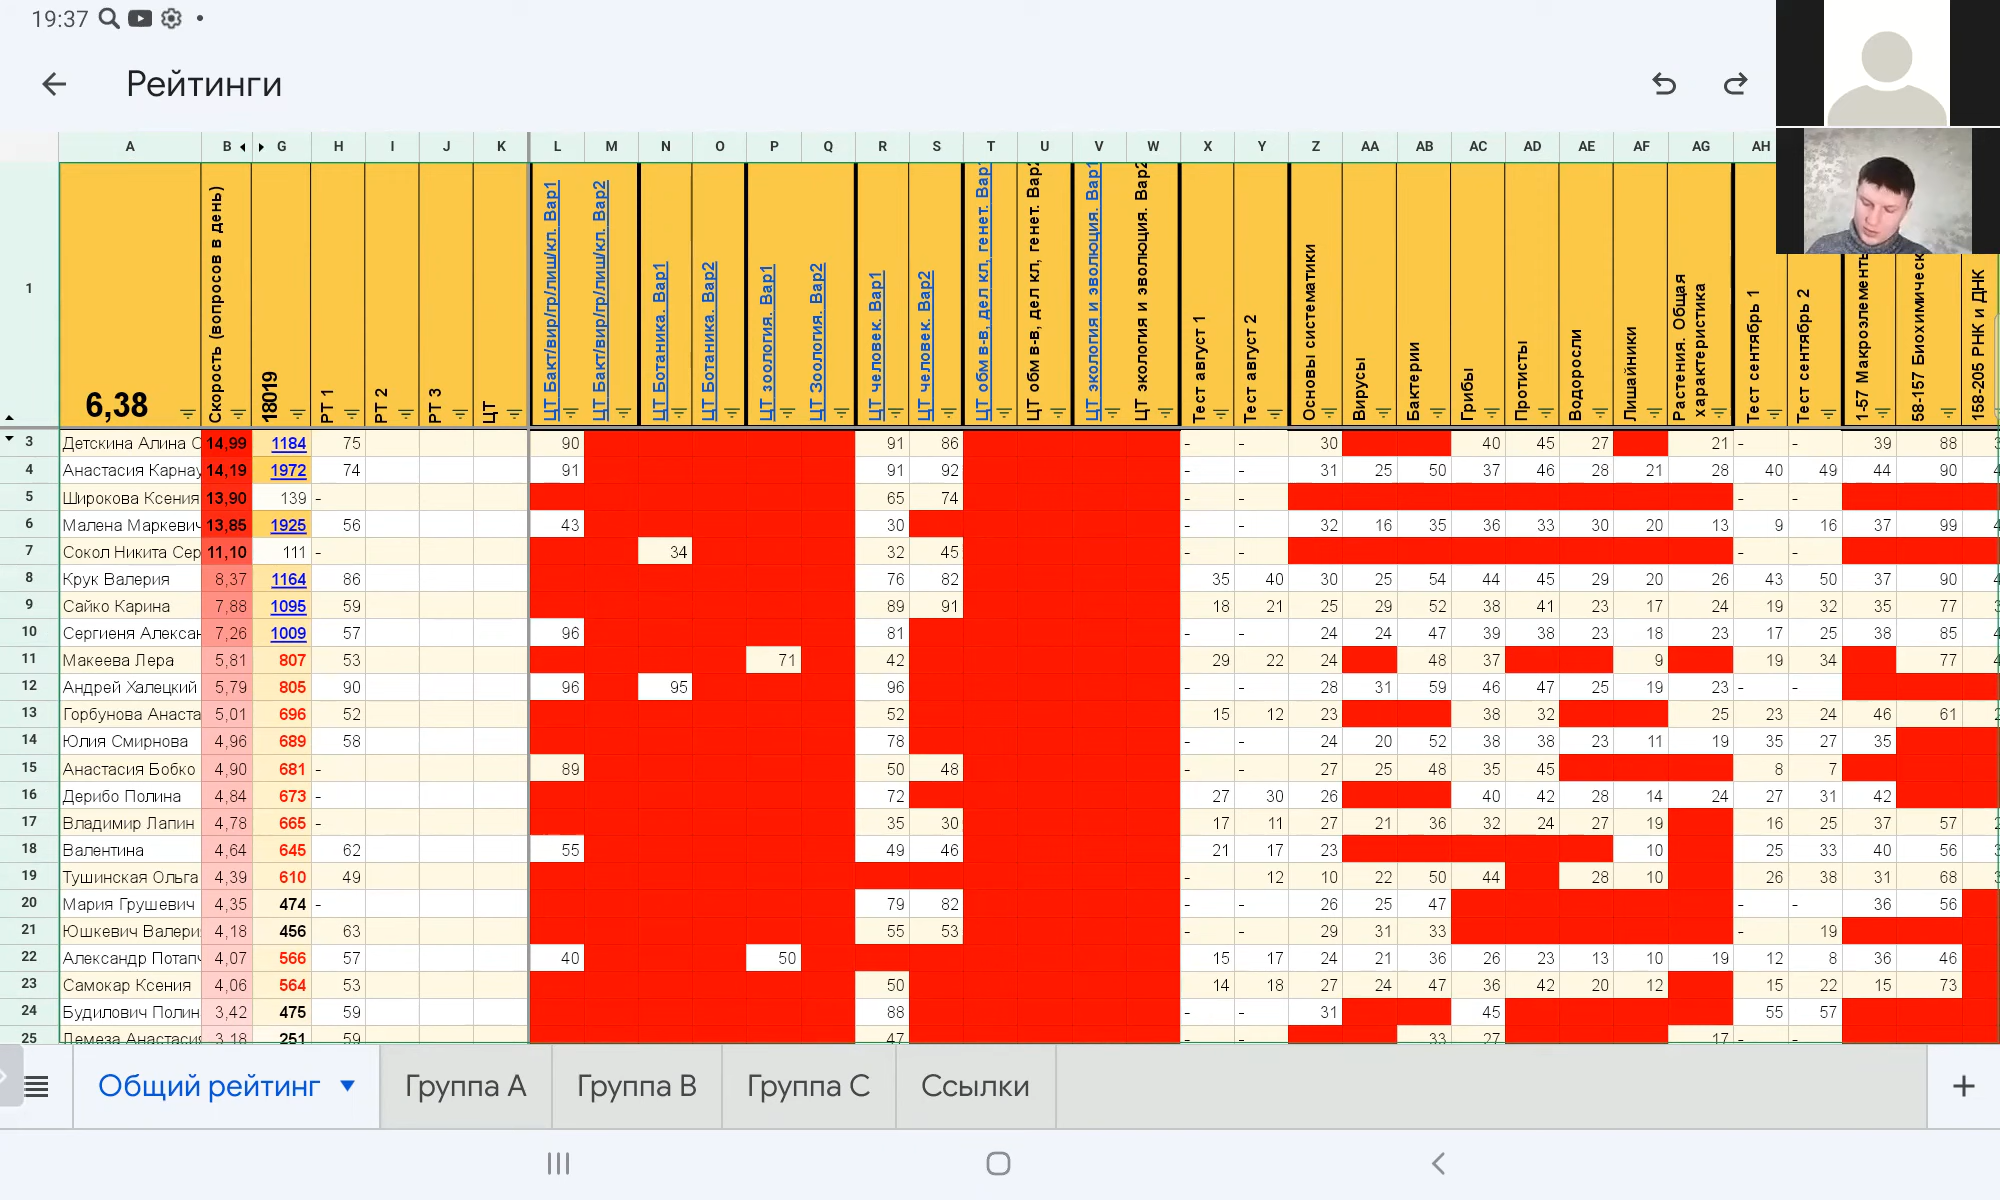 19:37
Рейтинги
A B G H I J K L M N O P Q R S T U V W X Y Z AA AB AC AD AE AF AG AH
1 6,38 Скорость (вопросов в день) 18019 РТ 1 РТ 2 РТ 3 ЦТ ЦТ Бакт/вир/гр/лиш/кл. Вар1 ЦТ Бакт/вир/гр/лиш/кл. Вар2 ЦТ Ботаника. Вар1 ЦТ Ботаника. Вар2 ЦТ зоология. Вар1 ЦТ Зоология. Вар2 ЦТ человек. Вар1 ЦТ человек. Вар2 ЦТ обм в-в, дел кл, генет. Вар1 ЦТ обм в-в, дел кл, генет. Вар2 ЦТ экология и эволюция. Вар1 ЦТ экология и эволюция. Вар2 Тест август 1 Тест август 2 Основы систематики Вирусы Бактерии Грибы Протисты Водоросли Лишайники Растения. Общая характеристика Тест сентябрь 1 Тест сентябрь 2 1-57 Макроэлементы 58-157 Биохимическ 158-205 РНК и ДНК
3 Детскина Алина С 14,99 1184 75 90 91 86 - - 30 40 45 27 21 - - 39 88
4 Анастасия Карнау 14,19 1972 74 91 91 92 - - 31 25 50 37 46 28 21 28 40 49 44 90
5 Широкова Ксения 13,90 139 - 65 74 - - - -
6 Малена Маркевич 13,85 1925 56 43 30 - - 32 16 35 36 33 30 20 13 9 16 37 99
7 Сокол Никита Сер 11,10 111 - 34 32 45 - - - -
8 Крук Валерия 8,37 1164 86 76 82 35 40 30 25 54 44 45 29 20 26 43 50 37 90
9 Сайко Карина 7,88 1095 59 89 91 18 21 25 29 52 38 41 23 17 24 19 32 35 77
10 Сергиеня Алексан 7,26 1009 57 96 81 - - 24 24 47 39 38 23 18 23 17 25 38 85
11 Макеева Лера 5,81 807 53 71 42 29 22 24 48 37 9 19 34 77
12 Андрей Халецкий 5,79 805 90 96 95 96 - - 28 31 59 46 47 25 19 23 - -
13 Горбунова Анаста 5,01 696 52 52 15 12 23 38 32 25 23 24 46 61
14 Юлия Смирнова 4,96 689 58 78 - - 24 20 52 38 38 23 11 19 35 27 35
15 Анастасия Бобко 4,90 681 - 89 50 48 - - 27 25 48 35 45 8 7
16 Дерибо Полина 4,84 673 - 72 27 30 26 40 42 28 14 24 27 31 42
17 Владимир Лапин 4,78 665 - 35 30 17 11 27 21 36 32 24 27 19 16 25 37 57
18 Валентина 4,64 645 62 55 49 46 21 17 23 10 25 33 40 56
19 Тушинская Ольга 4,39 610 49 - 12 10 22 50 44 28 10 26 38 31 68
20 Мария Грушевич 4,35 474 - 79 82 - - 26 25 47 - - 36 56
21 Юшкевич Валери 4,18 456 63 55 53 - - 29 31 33 - 19
22 Александр Потапч 4,07 566 57 40 50 15 17 24 21 36 26 23 13 10 19 12 8 36 46
23 Самокар Ксения 4,06 564 53 50 14 18 27 24 47 36 42 20 12 15 22 15 73
24 Будилович Полин 3,42 475 59 88 - - 31 45 55 57
25 Демеза Анастасия 3,18 251 59 47 - - 33 27 17 - -
Общий рейтинг Группа А Группа В Группа С Ссылки